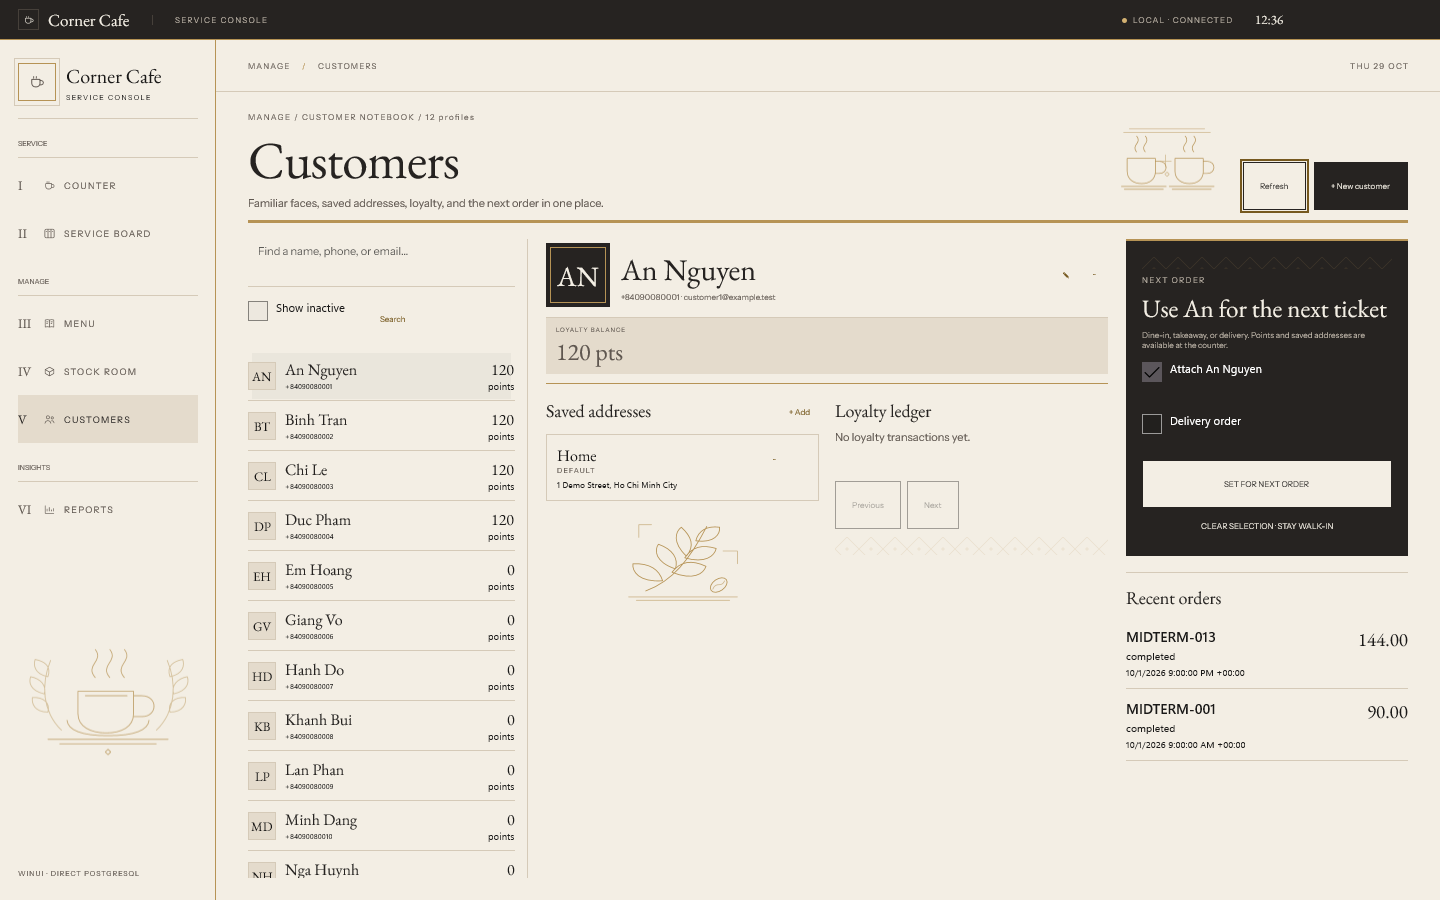 Corner Cafe
SERVICE CONSOLE
LOCAL · CONNECTED
12:36
Corner Cafe
SERVICE CONSOLE
SERVICE
I COUNTER
II SERVICE BOARD
MANAGE
III MENU
IV STOCK ROOM
V CUSTOMERS
INSIGHTS
VI REPORTS
WINUI · DIRECT POSTGRESQL
MANAGE / CUSTOMERS
THU 29 OCT
MANAGE / CUSTOMER NOTEBOOK / 12 profiles
Customers
Familiar faces, saved addresses, loyalty, and the next order in one place.
Refresh
+ New customer
Find a name, phone, or email...
Show inactive
Search
AN An Nguyen 120
+84090080001 points
BT Binh Tran 120
+84090080002 points
CL Chi Le 120
+84090080003 points
DP Duc Pham 120
+84090080004 points
EH Em Hoang 0
+84090080005 points
GV Giang Vo 0
+84090080006 points
HD Hanh Do 0
+84090080007 points
KB Khanh Bui 0
+84090080008 points
LP Lan Phan 0
+84090080009 points
MD Minh Dang 0
+84090080010 points
NH Nga Huynh 0
AN An Nguyen
+84090080001 · customer1@example.test
LOYALTY BALANCE
120 pts
Saved addresses
+ Add
Home
DEFAULT
1 Demo Street, Ho Chi Minh City
Loyalty ledger
No loyalty transactions yet.
Previous
Next
NEXT ORDER
Use An for the next ticket
Dine-in, takeaway, or delivery. Points and saved addresses are
available at the counter.
Attach An Nguyen
Delivery order
SET FOR NEXT ORDER
CLEAR SELECTION · STAY WALK-IN
Recent orders
MIDTERM-013 144.00
completed
10/1/2026 9:00:00 PM +00:00
MIDTERM-001 90.00
completed
10/1/2026 9:00:00 AM +00:00